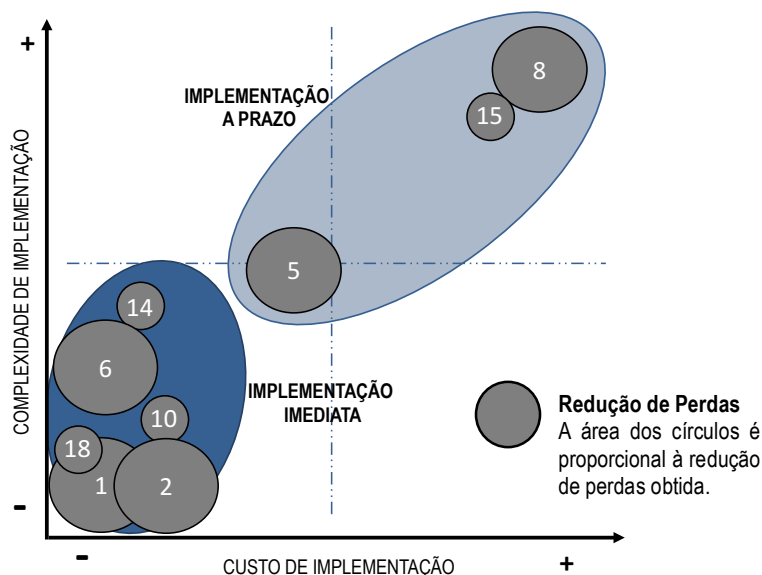 +
IMPLEMENTAÇÃO
A PRAZO
8
15
COMPLEXIDADE DE IMPLEMENTAÇÃO
5
14
6
IMPLEMENTAÇÃO
IMEDIATA
10
18
1
2
Redução de Perdas
A área dos círculos é
proporcional à redução
de perdas obtida.
-
-
CUSTO DE IMPLEMENTAÇÃO
+